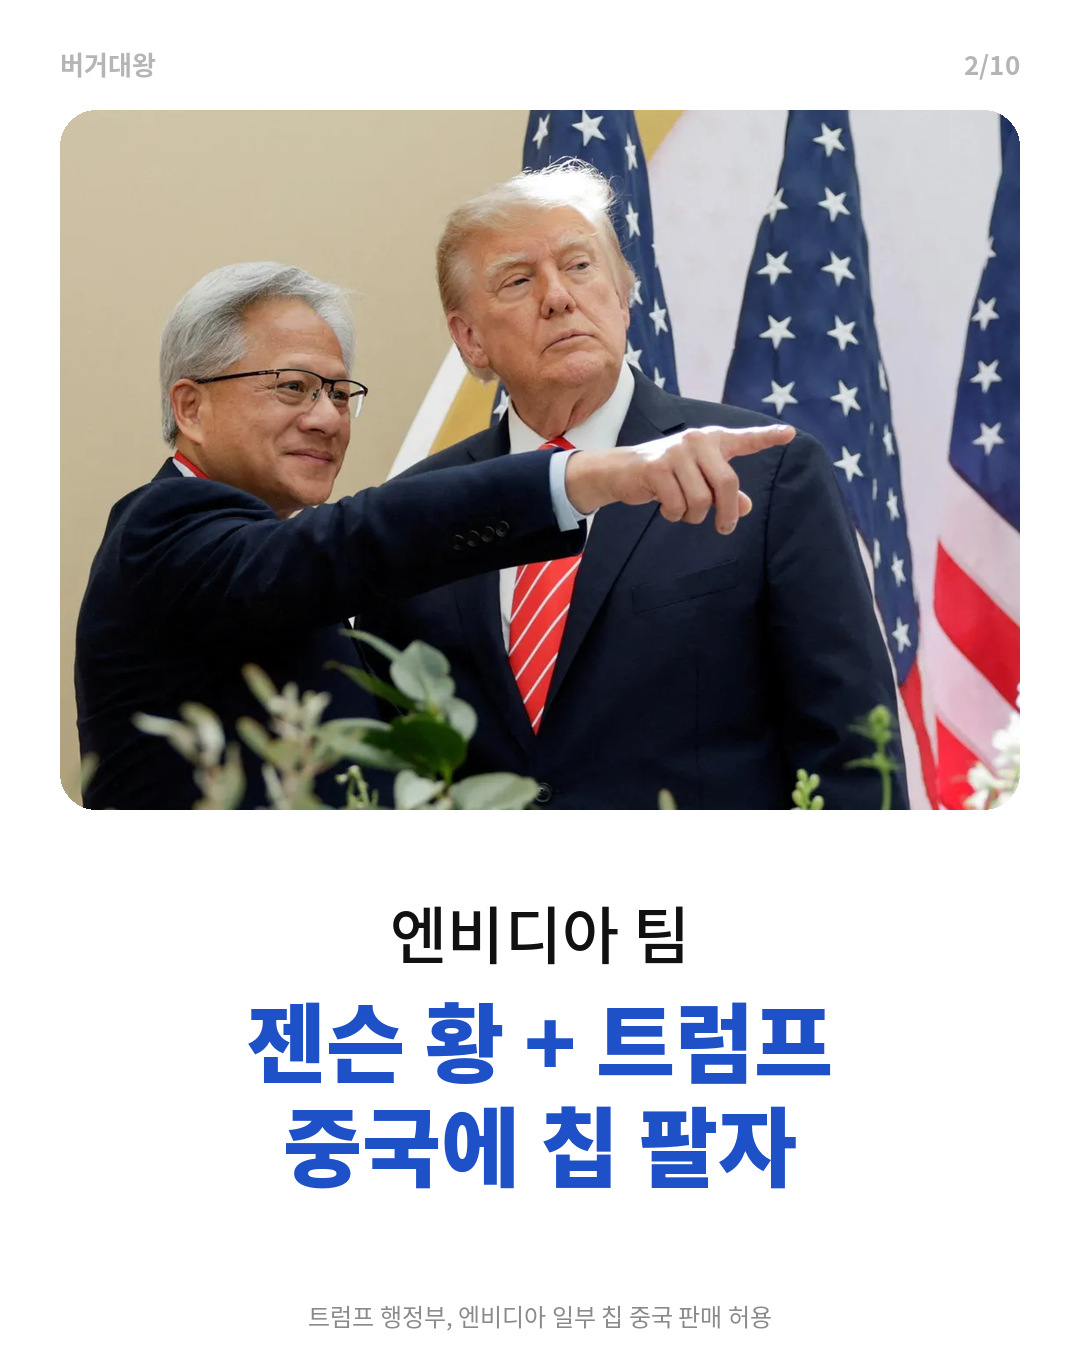 버거대왕
2/10
엔비디아 팀
젠슨 황 + 트럼프
중국에 칩 팔자
트럼프 행정부, 엔비디아 일부 칩 중국 판매 허용